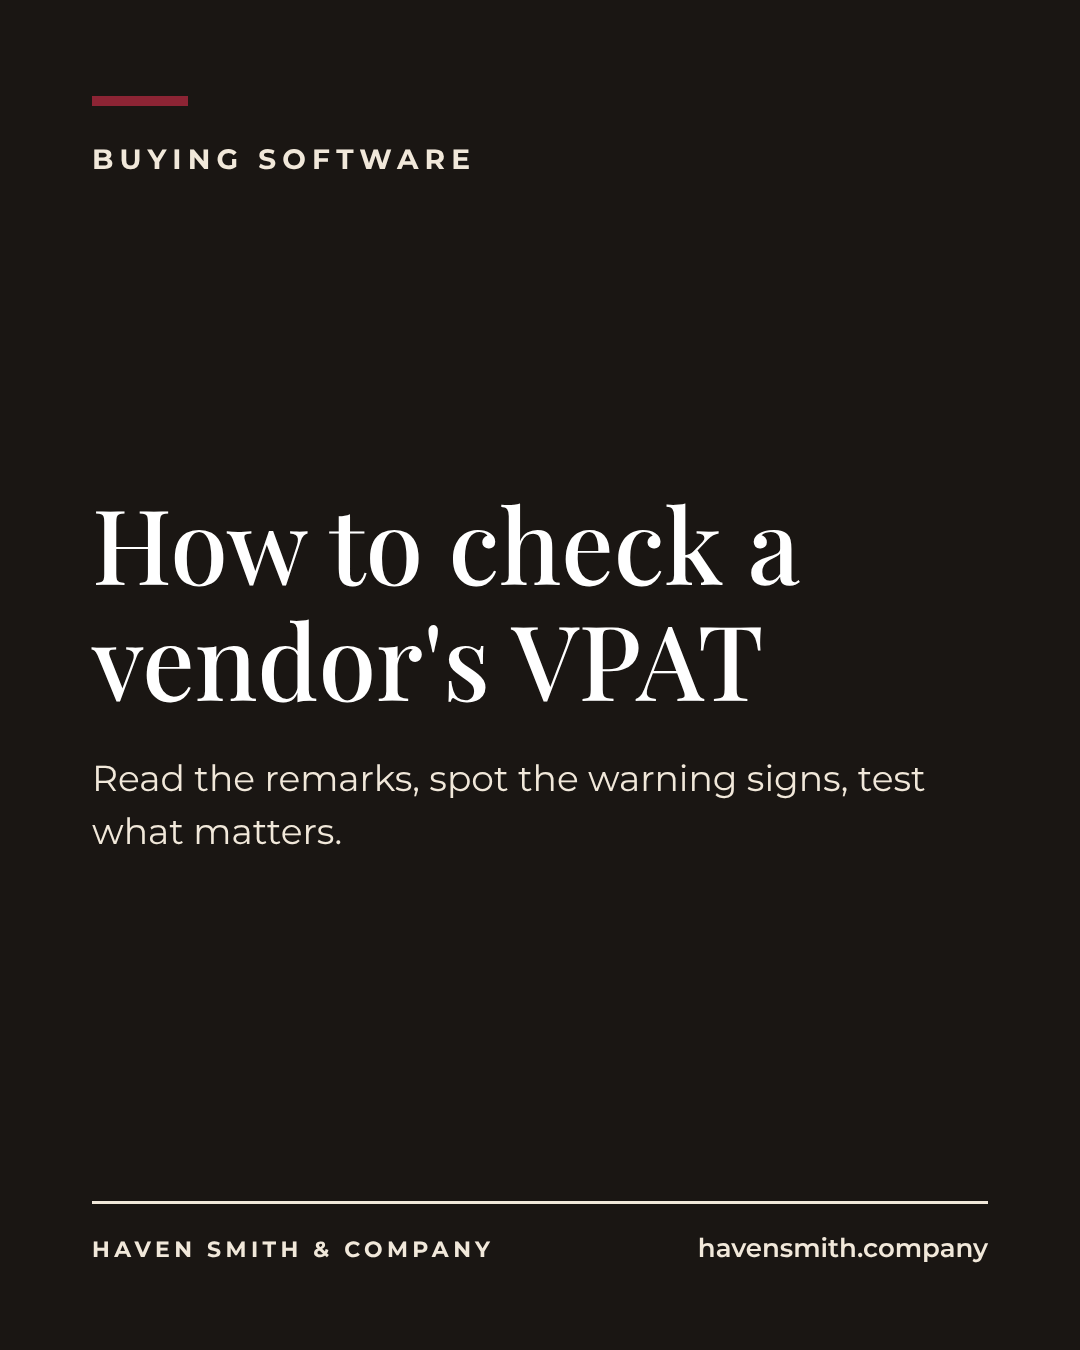 BUYING SOFTWARE
How to check a
vendor's VPAT
Read the remarks, spot the warning signs, test
what matters.
HAVEN SMITH & COMPANY
havensmith.company